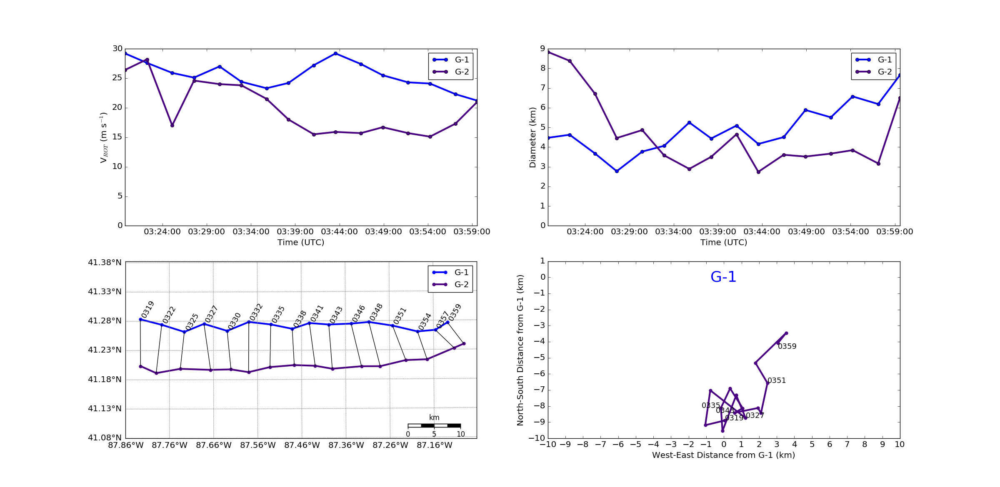 30
25
20
15
10
5
0
V_ROT (m s⁻¹)
G-1
G-2
03:24:00 03:29:00 03:34:00 03:39:00 03:44:00 03:49:00 03:54:00 03:59:00
Time (UTC)
9
8
7
6
5
4
3
2
1
0
Diameter (km)
G-1
G-2
03:24:00 03:29:00 03:34:00 03:39:00 03:44:00 03:49:00 03:54:00 03:59:00
Time (UTC)
41.38°N
41.33°N
41.28°N
41.23°N
41.18°N
41.13°N
41.08°N
G-1
G-2
0319 0322 0325 0327 0330 0332 0335 0338 0341 0343 0346 0348 0351 0354 0357 0359
km
0 5 10
87.86°W 87.76°W 87.66°W 87.56°W 87.46°W 87.36°W 87.26°W 87.16°W
1
0
−1
−2
−3
−4
−5
−6
−7
−8
−9
−10
North-South Distance from G-1 (km)
G-1
0359
0351
0335
0343
0327
0319
−10 −9 −8 −7 −6 −5 −4 −3 −2 −1 0 1 2 3 4 5 6 7 8 9 10
West-East Distance from G-1 (km)